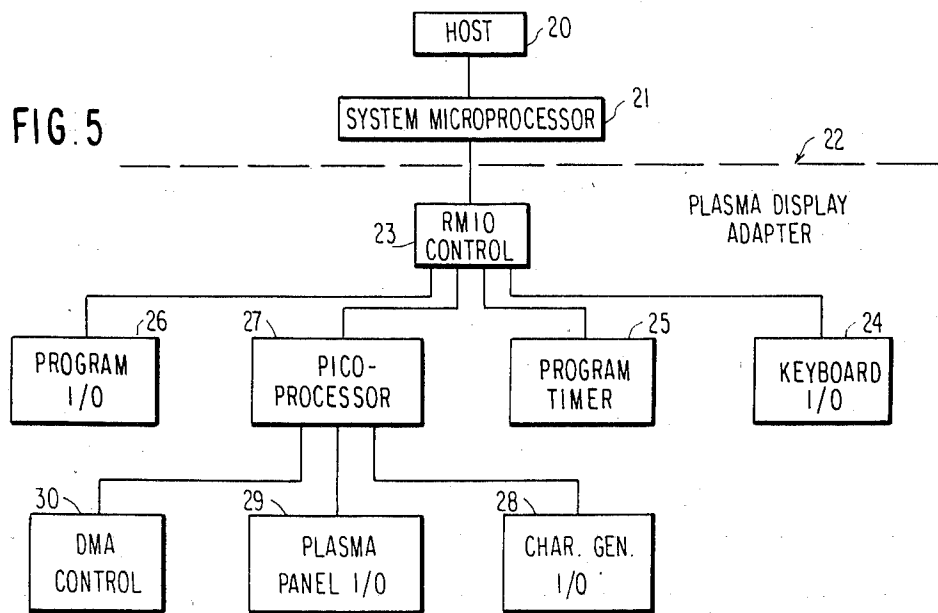 HOST
20
FIG. 5
SYSTEM MICROPROCESSOR
21
22
PLASMA DISPLAY
ADAPTER
23
RMIO
CONTROL
26
PROGRAM
I/O
27
PICO-
PROCESSOR
25
PROGRAM
TIMER
24
KEYBOARD
I/O
30
DMA
CONTROL
29
PLASMA
PANEL I/O
28
CHAR. GEN.
I/O